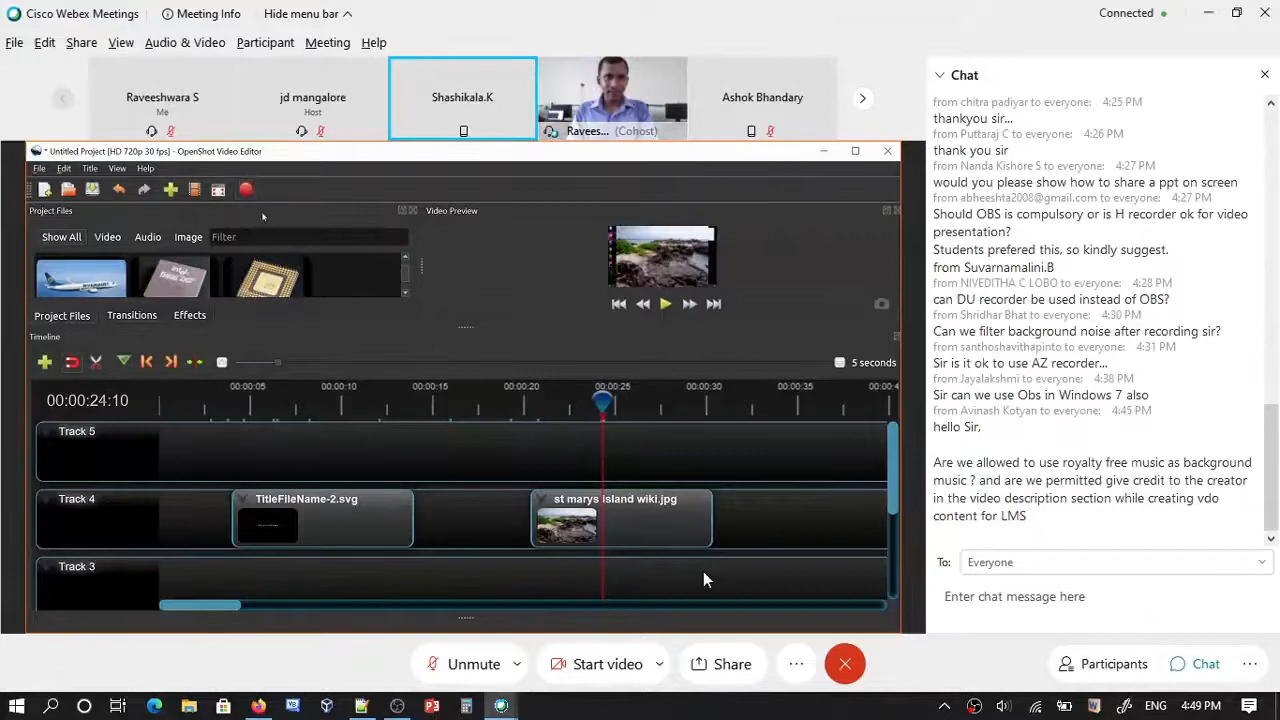 Cisco Webex Meetings
Meeting Info
Hide menu bar
Connected
File Edit Share View Audio & Video Participant Meeting Help
Raveeshwara S
Me
jd mangalore
Host
Shashikala.K
Ravees... (Cohost)
Ashok Bhandary
* Untitled Project [HD 720p 30 fps] - OpenShot Video Editor
File Edit Title View Help
Project Files
Video Preview
Show All Video Audio Image Filter
Project Files Transitions Effects
Timeline
5 seconds
00:00:24:10
00:00:05 00:00:10 00:00:15 00:00:20 00:00:25 00:00:30 00:00:35 00:00:4
Track 5
Track 4
TitleFileName-2.svg
st marys island wiki.jpg
Track 3
Chat
from chitra padiyar to everyone: 4:25 PM
thankyou sir...
from Puttaraj C to everyone: 4:26 PM
thank you sir
from Nanda Kishore S to everyone: 4:27 PM
would you please show how to share a ppt on screen
from abheeshta2008@gmail.com to everyone: 4:27 PM
Should OBS is compulsory or is H recorder ok for video
presentation?
Students prefered this, so kindly suggest.
from Suvarnamalini.B
from NIVEDITHA C LOBO to everyone: 4:28 PM
can DU recorder be used instead of OBS?
from Shridhar Bhat to everyone: 4:30 PM
Can we filter background noise after recording sir?
from santhoshavithapinto to everyone: 4:31 PM
Sir is it ok to use AZ recorder...
from Jayalakshmi to everyone: 4:38 PM
Sir can we use Obs in Windows 7 also
from Avinash Kotyan to everyone: 4:45 PM
hello Sir,
Are we allowed to use royalty free music as background
music ? and are we permitted give credit to the creator
in the video description section while creating vdo
content for LMS
To: Everyone
Enter chat message here
Unmute
Start video
Share
Participants
Chat
ENG 4:49 PM